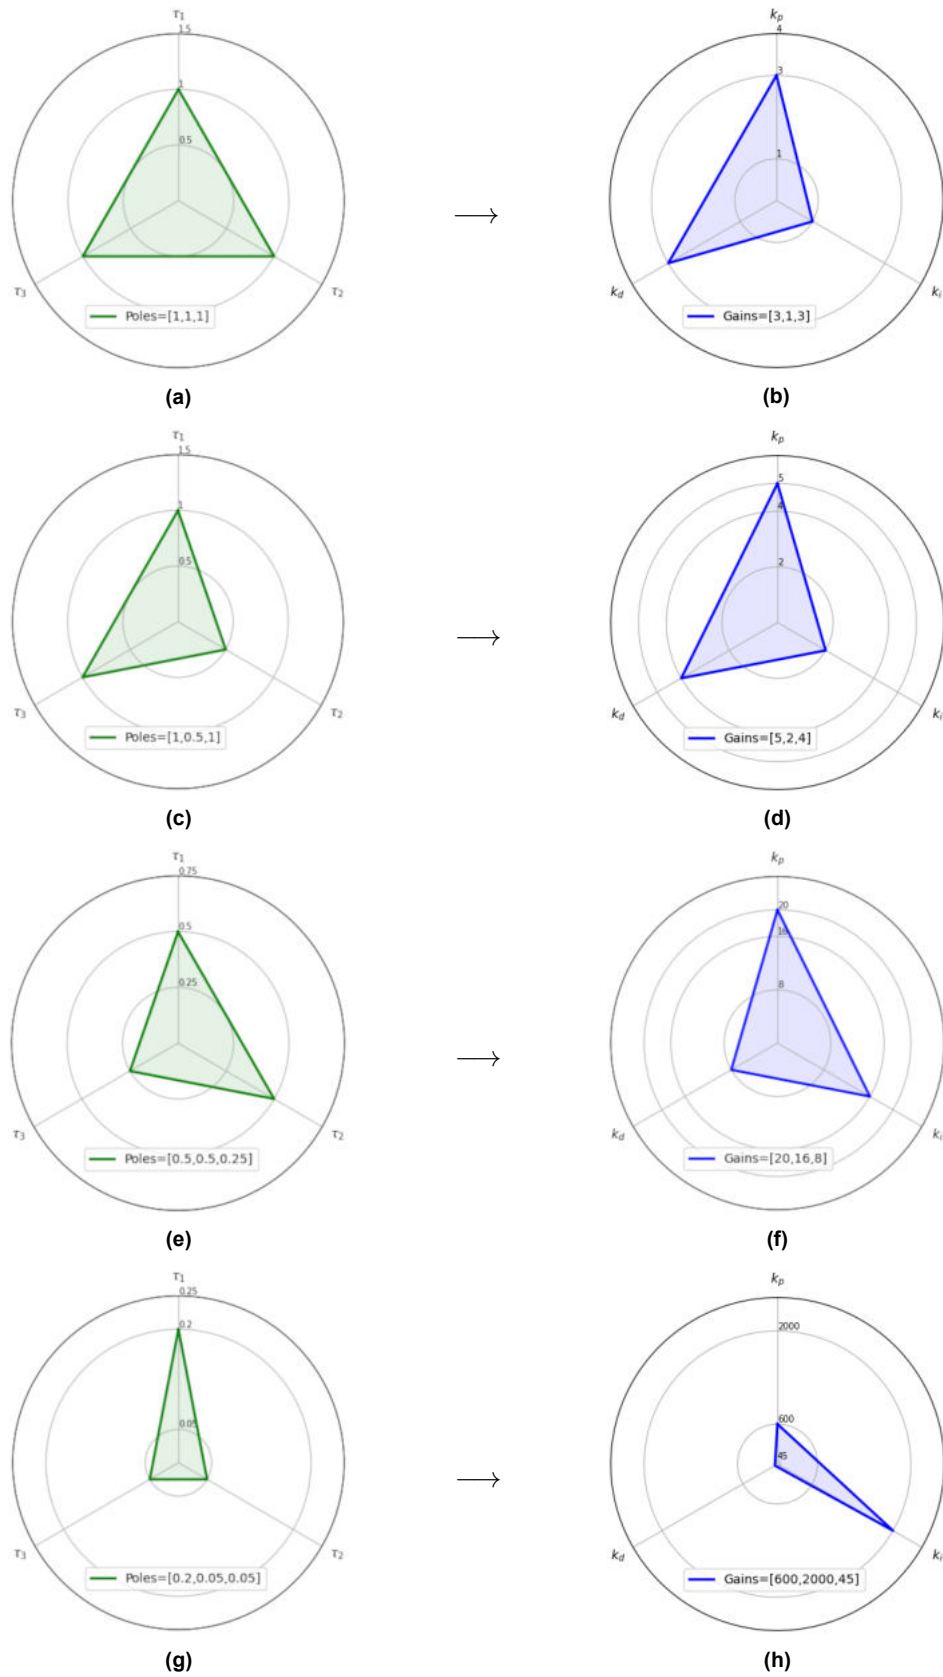 τ1
1.5
1
0.5
τ3
τ2
Poles=[1,1,1]
(a)
→
kp
4
3
1
kd
ki
Gains=[3,1,3]
(b)
τ1
1.5
1
0.5
τ3
τ2
Poles=[1,0.5,1]
(c)
→
kp
5
4
2
kd
ki
Gains=[5,2,4]
(d)
τ1
0.75
0.5
0.25
τ3
τ2
Poles=[0.5,0.5,0.25]
(e)
→
kp
20
16
8
kd
ki
Gains=[20,16,8]
(f)
τ1
0.25
0.2
0.05
τ3
τ2
Poles=[0.2,0.05,0.05]
(g)
→
kp
2000
600
45
kd
ki
Gains=[600,2000,45]
(h)